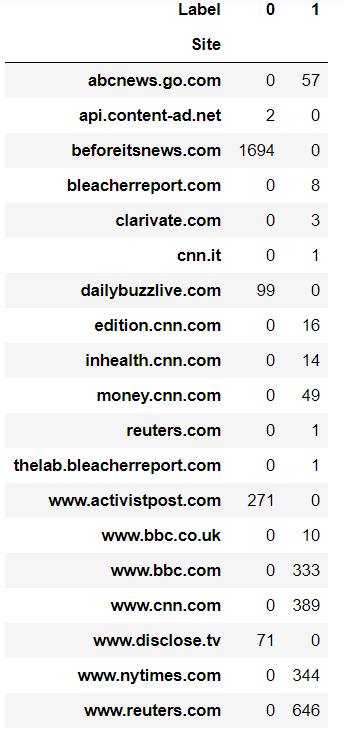 Label 0 1
Site
abcnews.go.com 0 57
api.content-ad.net 2 0
beforeitsnews.com 1694 0
bleacherreport.com 0 8
clarivate.com 0 3
cnn.it 0 1
dailybuzzlive.com 99 0
edition.cnn.com 0 16
inhealth.cnn.com 0 14
money.cnn.com 0 49
reuters.com 0 1
thelab.bleacherreport.com 0 1
www.activistpost.com 271 0
www.bbc.co.uk 0 10
www.bbc.com 0 333
www.cnn.com 0 389
www.disclose.tv 71 0
www.nytimes.com 0 344
www.reuters.com 0 646